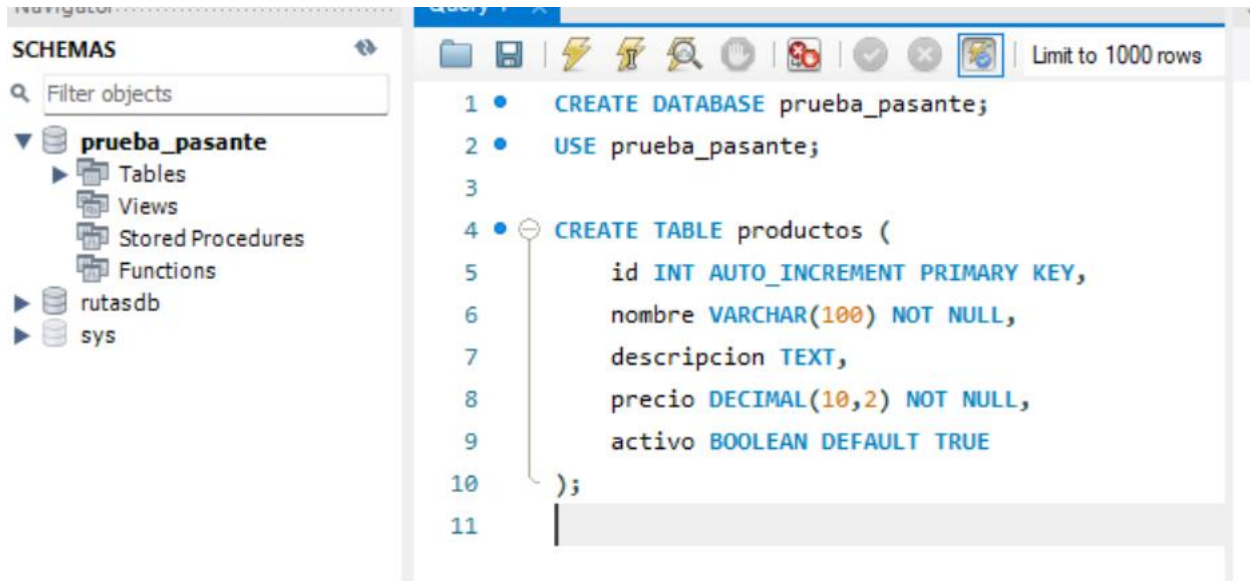 SCHEMAS
Filter objects
prueba_pasante
Tables
Views
Stored Procedures
Functions
rutasdb
sys
Limit to 1000 rows
1 CREATE DATABASE prueba_pasante;
2 USE prueba_pasante;
3
4 CREATE TABLE productos (
5 id INT AUTO_INCREMENT PRIMARY KEY,
6 nombre VARCHAR(100) NOT NULL,
7 descripcion TEXT,
8 precio DECIMAL(10,2) NOT NULL,
9 activo BOOLEAN DEFAULT TRUE
10 );
11